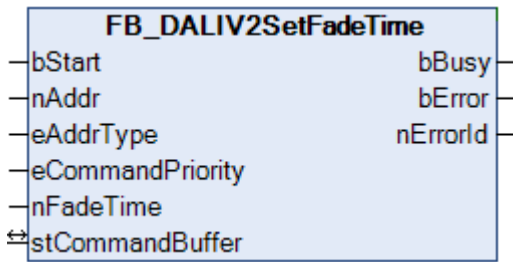 FB_DALIV2SetFadeTime
bStart bBusy
nAddr bError
eAddrType nErrorId
eCommandPriority
nFadeTime
stCommandBuffer